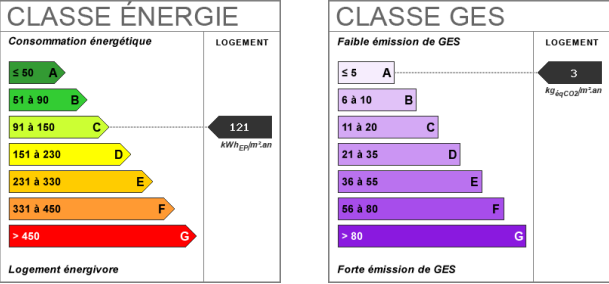 CLASSE ÉNERGIE
Consommation énergétique
LOGEMENT
≤ 50 A
51 à 90 B
91 à 150 C
121
kWhEP/m².an
151 à 230 D
231 à 330 E
331 à 450 F
> 450 G
Logement énergivore
CLASSE GES
Faible émission de GES
LOGEMENT
≤ 5 A
3
kgéqCO2/m².an
6 à 10 B
11 à 20 C
21 à 35 D
36 à 55 E
56 à 80 F
> 80 G
Forte émission de GES